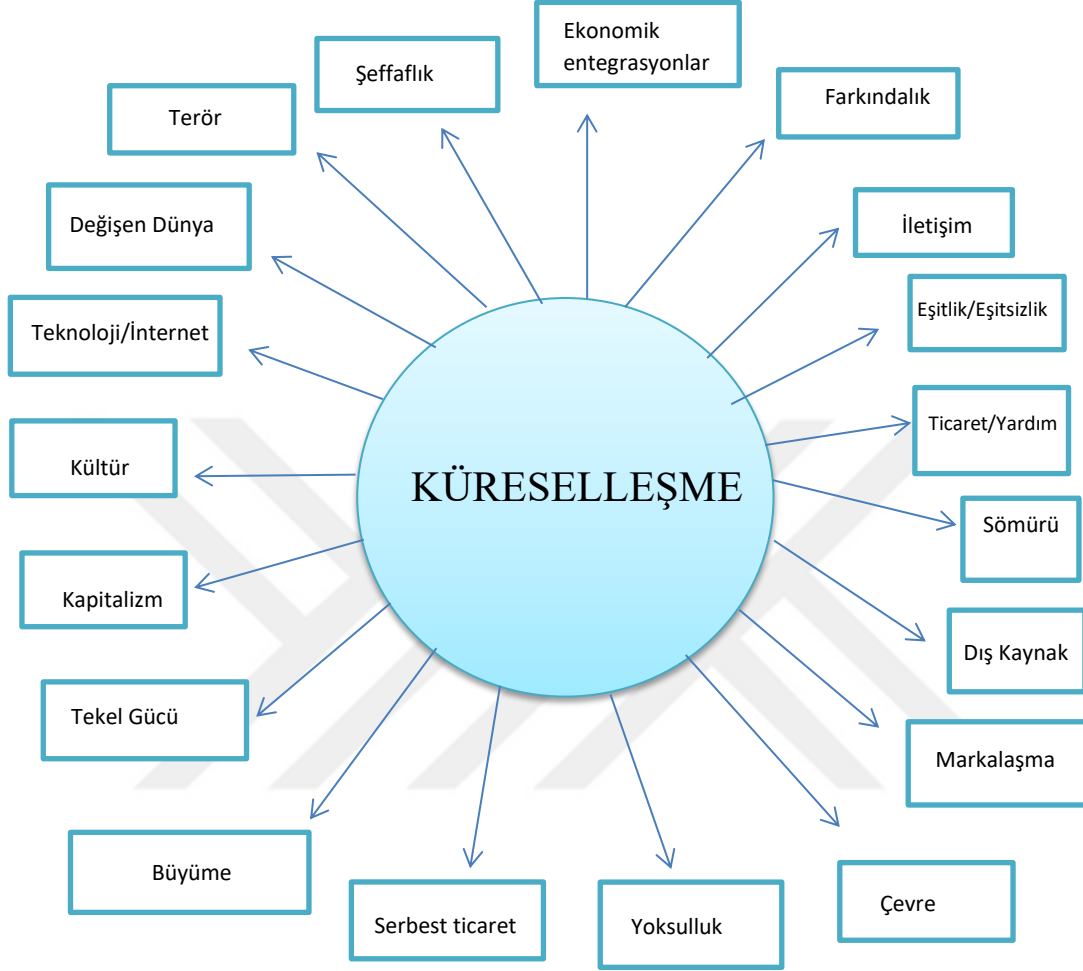 Ekonomik
entegrasyonlar
Şeffaflık
Farkındalık
Terör
Değişen Dünya
İletişim
Eşitlik/Eşitsizlik
Teknoloji/İnternet
Ticaret/Yardım
Kültür
KÜRESELLEŞME
Sömürü
Kapitalizm
Dış Kaynak
Tekel Gücü
Markalaşma
Büyüme
Çevre
Serbest ticaret
Yoksulluk